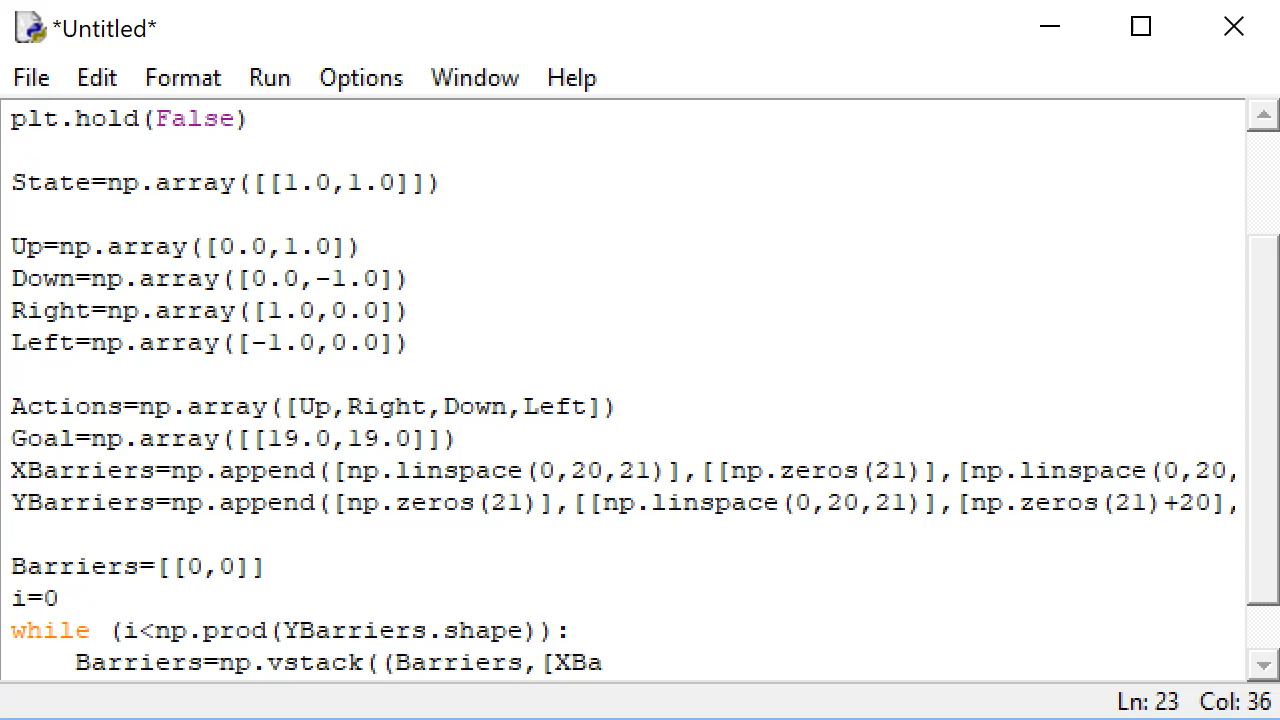 *Untitled*
File Edit Format Run Options Window Help
plt.hold(False)
State=np.array([[1.0,1.0]])
Up=np.array([0.0,1.0])
Down=np.array([0.0,-1.0])
Right=np.array([1.0,0.0])
Left=np.array([-1.0,0.0])
Actions=np.array([Up,Right,Down,Left])
Goal=np.array([[19.0,19.0]])
XBarriers=np.append([np.linspace(0,20,21)],[[np.zeros(21)],[np.linspace(0,20,
YBarriers=np.append([np.zeros(21)],[[np.linspace(0,20,21)],[np.zeros(21)+20],
Barriers=[[0,0]]
i=0
while (i<np.prod(YBarriers.shape)):
    Barriers=np.vstack((Barriers,[XBa
Ln: 23 Col: 36